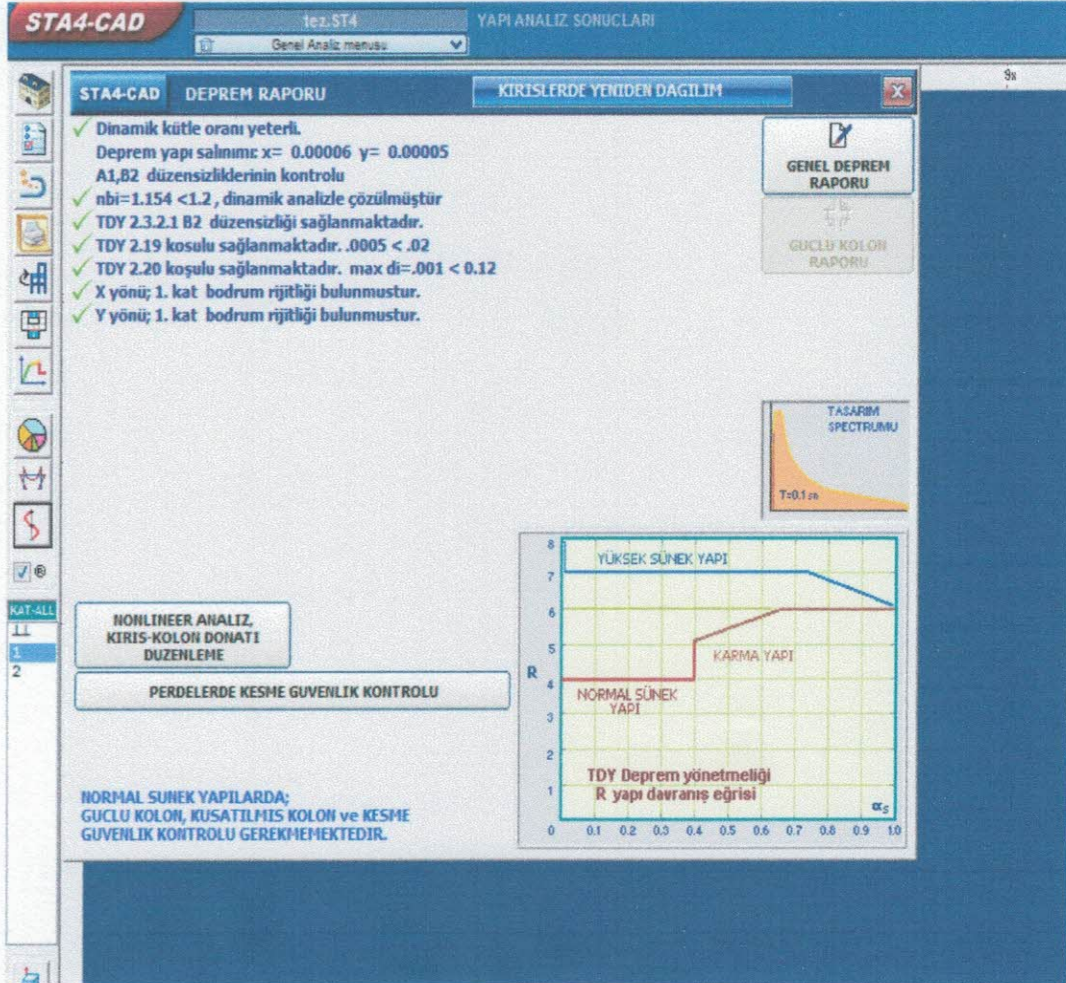 STA4-CAD
tez.ST4
YAPI ANALIZ SONUCLARI
Genel Analiz menusu
9x
STA4-CAD DEPREM RAPORU
KIRISLERDE YENIDEN DAGILIM
Dinamik kütle oranı yeterli.
Deprem yapı salınımı: x= 0.00006 y= 0.00005
A1,B2 düzensizliklerinin kontrolu
nbi=1.154 <1.2 , dinamik analizle çözülmüştür
TDY 2.3.2.1 B2 düzensizliği sağlanmaktadır.
TDY 2.19 kosulu sağlanmaktadır. .0005 < .02
TDY 2.20 koşulu sağlanmaktadır. max di=.001 < 0.12
X yönü; 1. kat bodrum rijitliği bulunmustur.
Y yönü; 1. kat bodrum rijitliği bulunmustur.
GENEL DEPREM
RAPORU
GUCLU KOLON
RAPORU
TASARIM
SPECTRUMU
T=0.1 sn
KAT-ALL
1
2
NONLINEER ANALIZ,
KIRIS-KOLON DONATI
DUZENLEME
PERDELERDE KESME GUVENLIK KONTROLU
NORMAL SUNEK YAPILARDA;
GUCLU KOLON, KUSATILMIS KOLON ve KESME
GUVENLIK KONTROLU GEREKMEMEKTEDIR.
8
YÜKSEK SÜNEK YAPI
7
6
5
KARMA YAPI
R
4
NORMAL SÜNEK
YAPI
3
2
TDY Deprem yönetmeliği
1
R yapı davranış eğrisi
αs
0 0.1 0.2 0.3 0.4 0.5 0.6 0.7 0.8 0.9 1.0